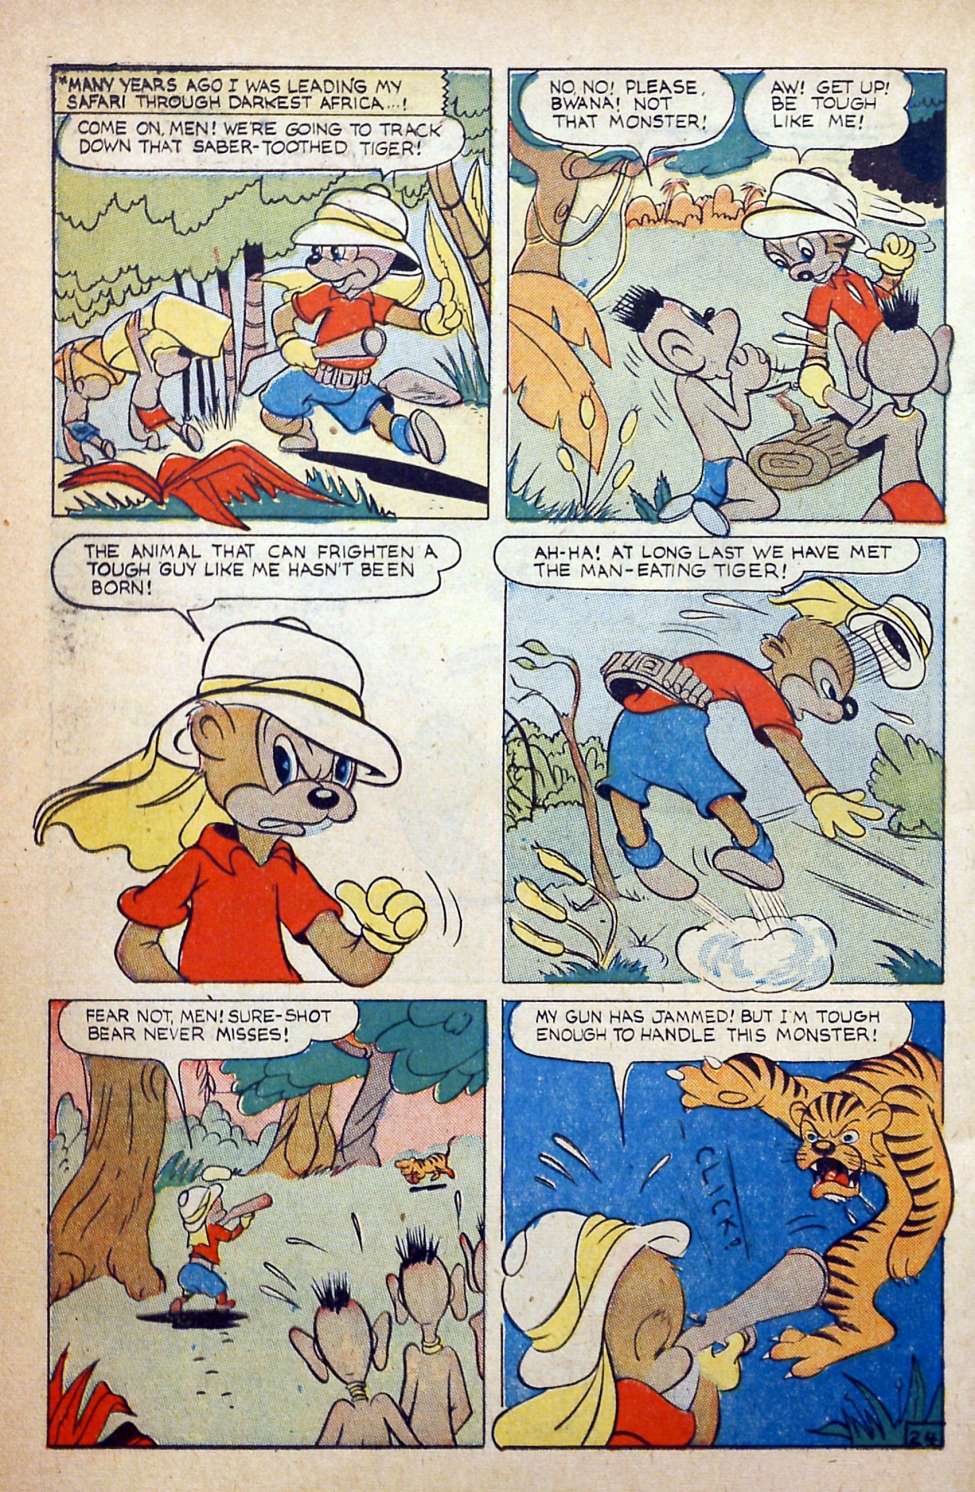 "MANY YEARS AGO I WAS LEADING MY
SAFARI THROUGH DARKEST AFRICA...!
COME ON, MEN! WE'RE GOING TO TRACK
DOWN THAT SABER-TOOTHED TIGER!
NO, NO! PLEASE,
BWANA! NOT
THAT MONSTER!
AW! GET UP!
BE TOUGH
LIKE ME!
THE ANIMAL THAT CAN FRIGHTEN A
TOUGH GUY LIKE ME HASN'T BEEN
BORN!
AH-HA! AT LONG LAST WE HAVE MET
THE MAN-EATING TIGER!
FEAR NOT, MEN! SURE-SHOT
BEAR NEVER MISSES!
MY GUN HAS JAMMED! BUT I'M TOUGH
ENOUGH TO HANDLE THIS MONSTER!
CLICK?
24